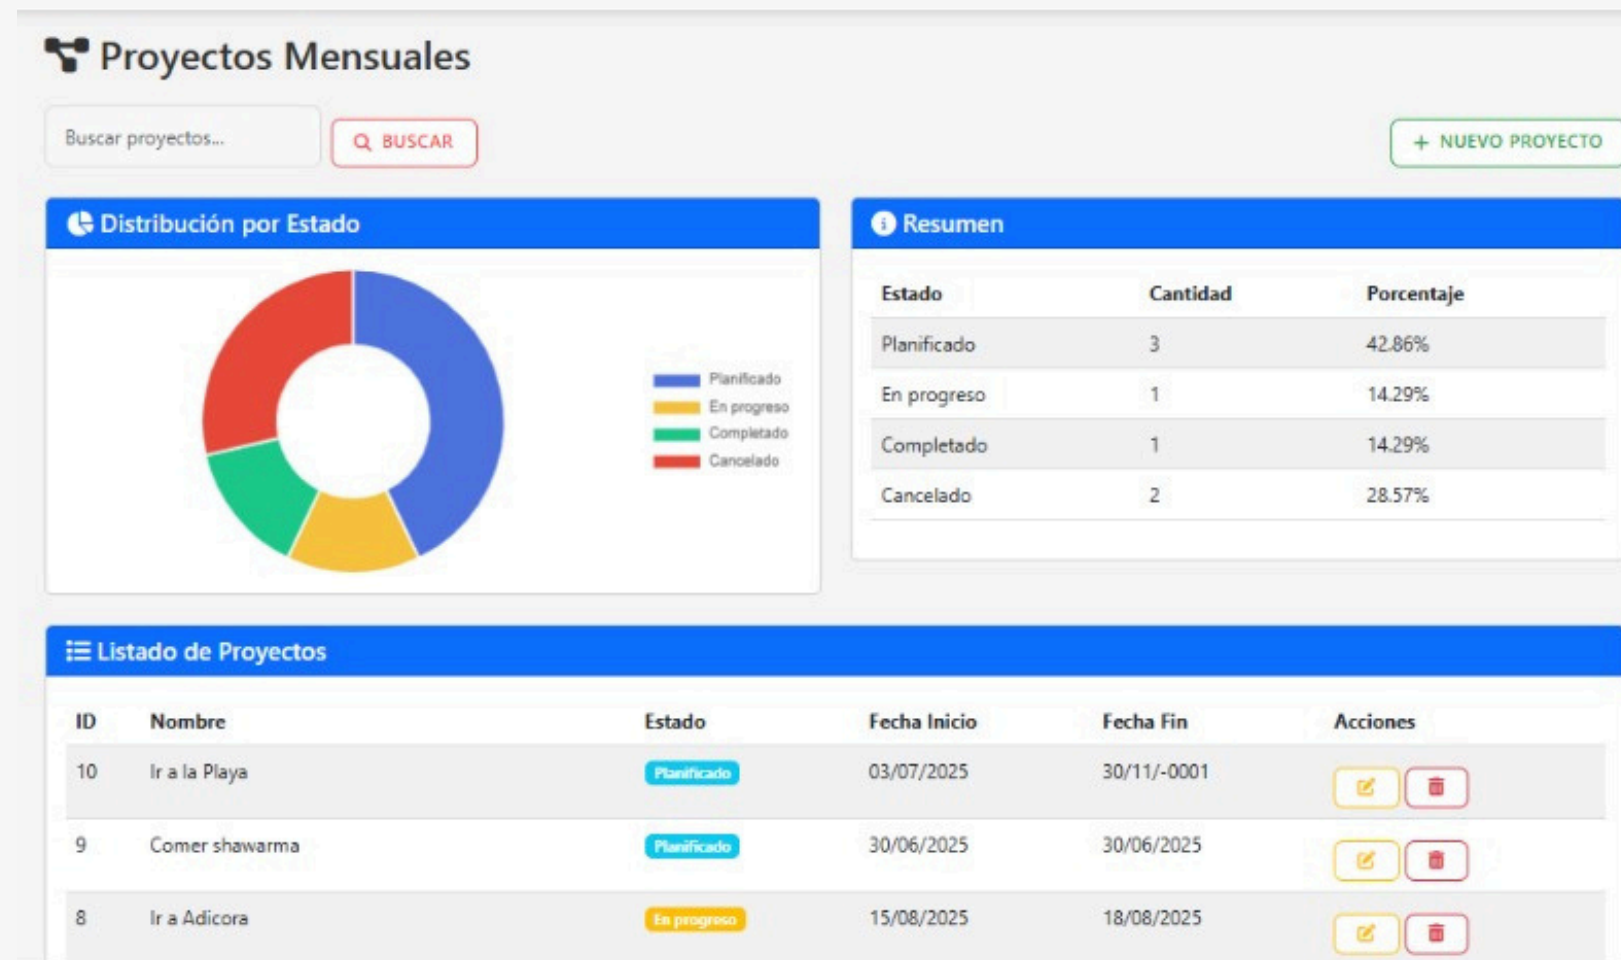 Proyectos Mensuales
Buscar proyectos...
BUSCAR
+ NUEVO PROYECTO
Distribución por Estado
Planificado
En progreso
Completado
Cancelado
Resumen
Estado Cantidad Porcentaje
Planificado 3 42.86%
En progreso 1 14.29%
Completado 1 14.29%
Cancelado 2 28.57%
Listado de Proyectos
ID Nombre Estado Fecha Inicio Fecha Fin Acciones
10 Ir a la Playa Planificado 03/07/2025 30/11/-0001
9 Comer shawarma Planificado 30/06/2025 30/06/2025
8 Ir a Adicora En progreso 15/08/2025 18/08/2025